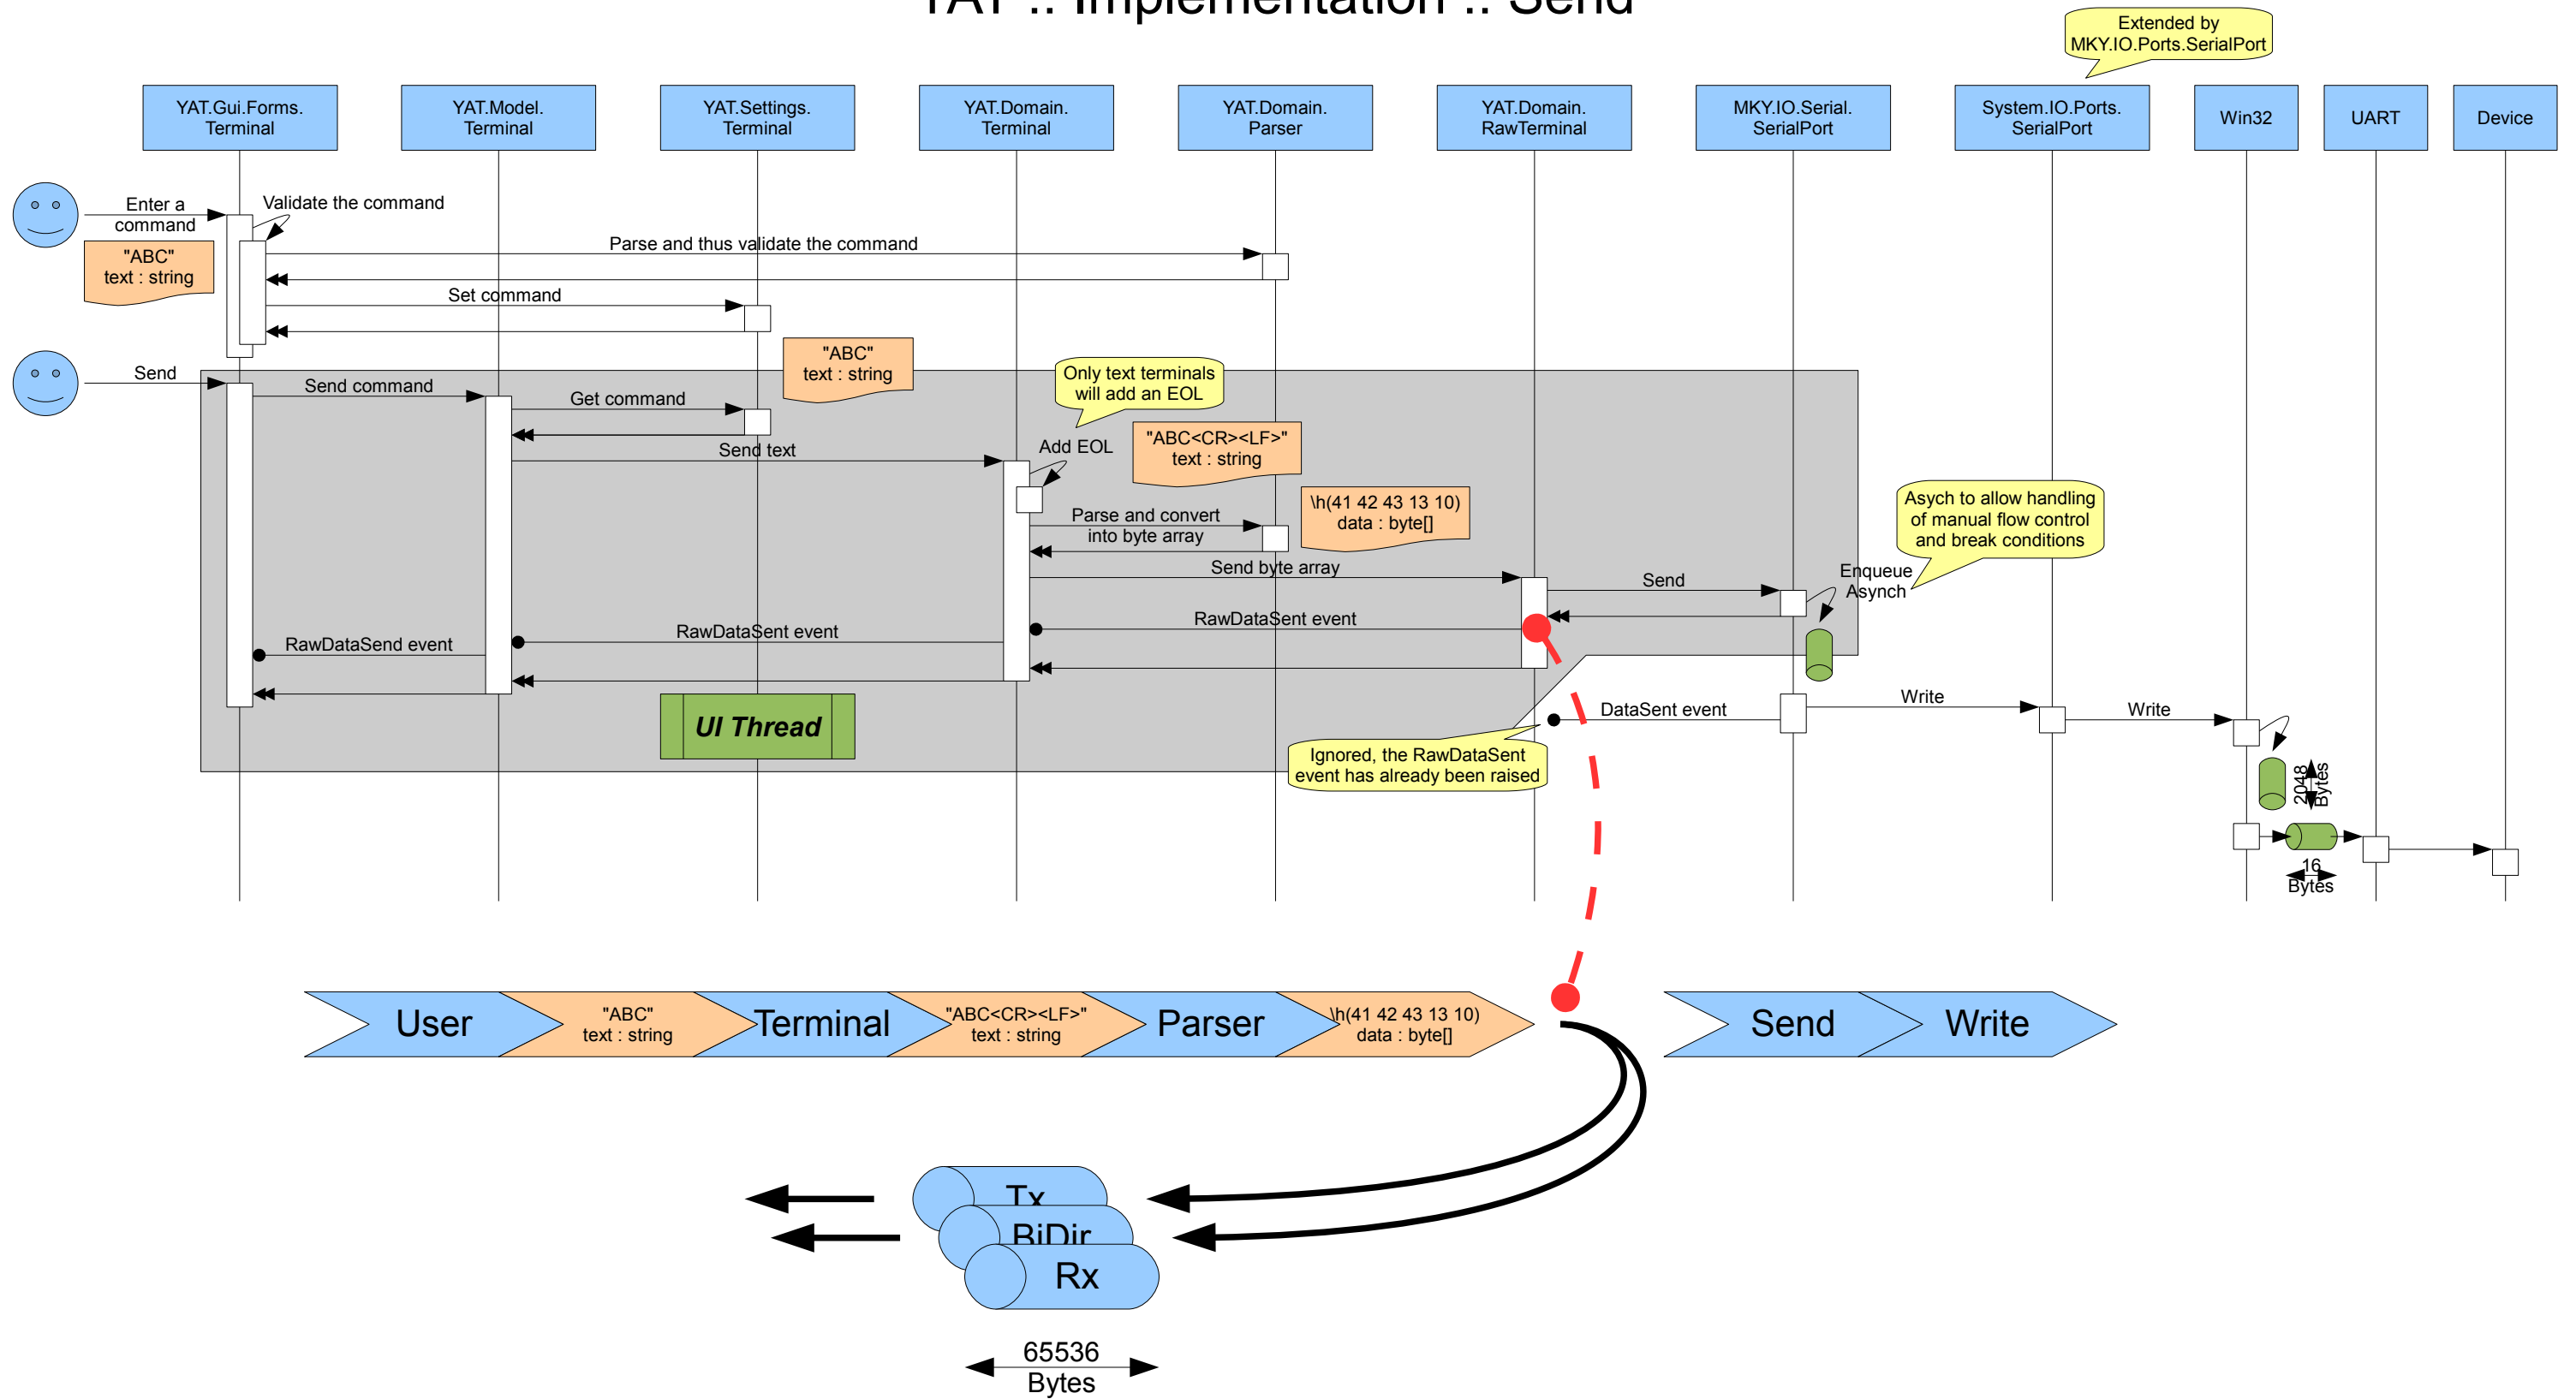 YAT :: Implementation :: Send
Extended by
MKY.IO.Ports.SerialPort
YAT.Gui.Forms.
Terminal
YAT.Model.
Terminal
YAT.Settings.
Terminal
YAT.Domain.
Terminal
YAT.Domain.
Parser
YAT.Domain.
RawTerminal
MKY.IO.Serial.
SerialPort
System.IO.Ports.
SerialPort
Win32
UART
Device
Enter a
command
Validate the command
"ABC"
text : string
Parse and thus validate the command
Set command
"ABC"
text : string
Send
Send command
Get command
Only text terminals
will add an EOL
Send text
Add EOL
"ABC<CR><LF>"
text : string
\h(41 42 43 13 10)
data : byte[]
Parse and convert
into byte array
Asych to allow handling
of manual flow control
and break conditions
Send byte array
Send
Enqueue
Asynch
RawDataSent event
RawDataSent event
RawDataSend event
UI Thread
DataSent event
Write
Write
Ignored, the RawDataSent
event has already been raised
2048
Bytes
16
Bytes
User
"ABC"
text : string
Terminal
"ABC<CR><LF>"
text : string
Parser
\h(41 42 43 13 10)
data : byte[]
Send
Write
Tx
BiDir
Rx
65536
Bytes